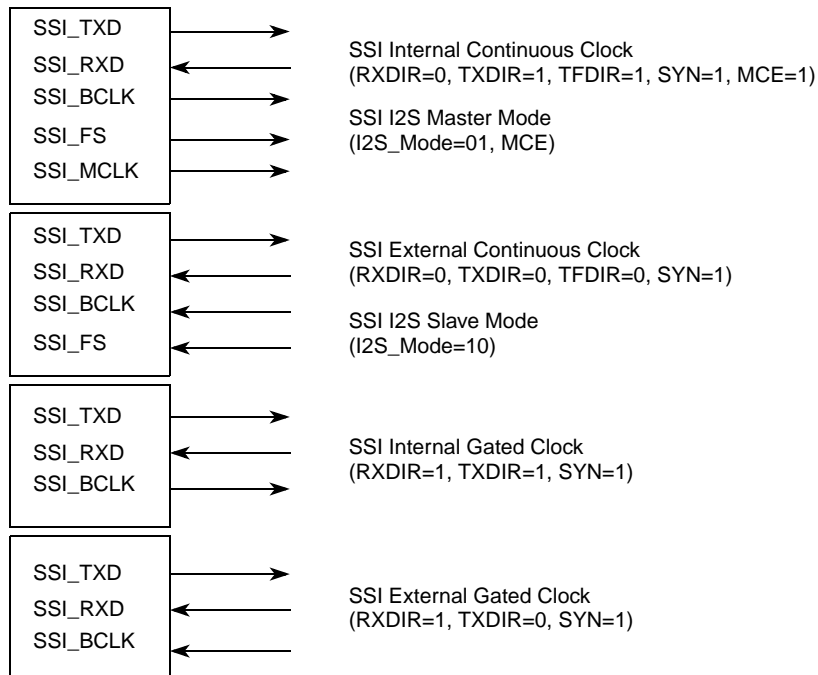 SSI_TXD
SSI_RXD
SSI_BCLK
SSI_FS
SSI_MCLK
SSI Internal Continuous Clock
(RXDIR=0, TXDIR=1, TFDIR=1, SYN=1, MCE=1)
SSI I2S Master Mode
(I2S_Mode=01, MCE)
SSI_TXD
SSI_RXD
SSI_BCLK
SSI_FS
SSI External Continuous Clock
(RXDIR=0, TXDIR=0, TFDIR=0, SYN=1)
SSI I2S Slave Mode
(I2S_Mode=10)
SSI_TXD
SSI_RXD
SSI_BCLK
SSI Internal Gated Clock
(RXDIR=1, TXDIR=1, SYN=1)
SSI_TXD
SSI_RXD
SSI_BCLK
SSI External Gated Clock
(RXDIR=1, TXDIR=0, SYN=1)